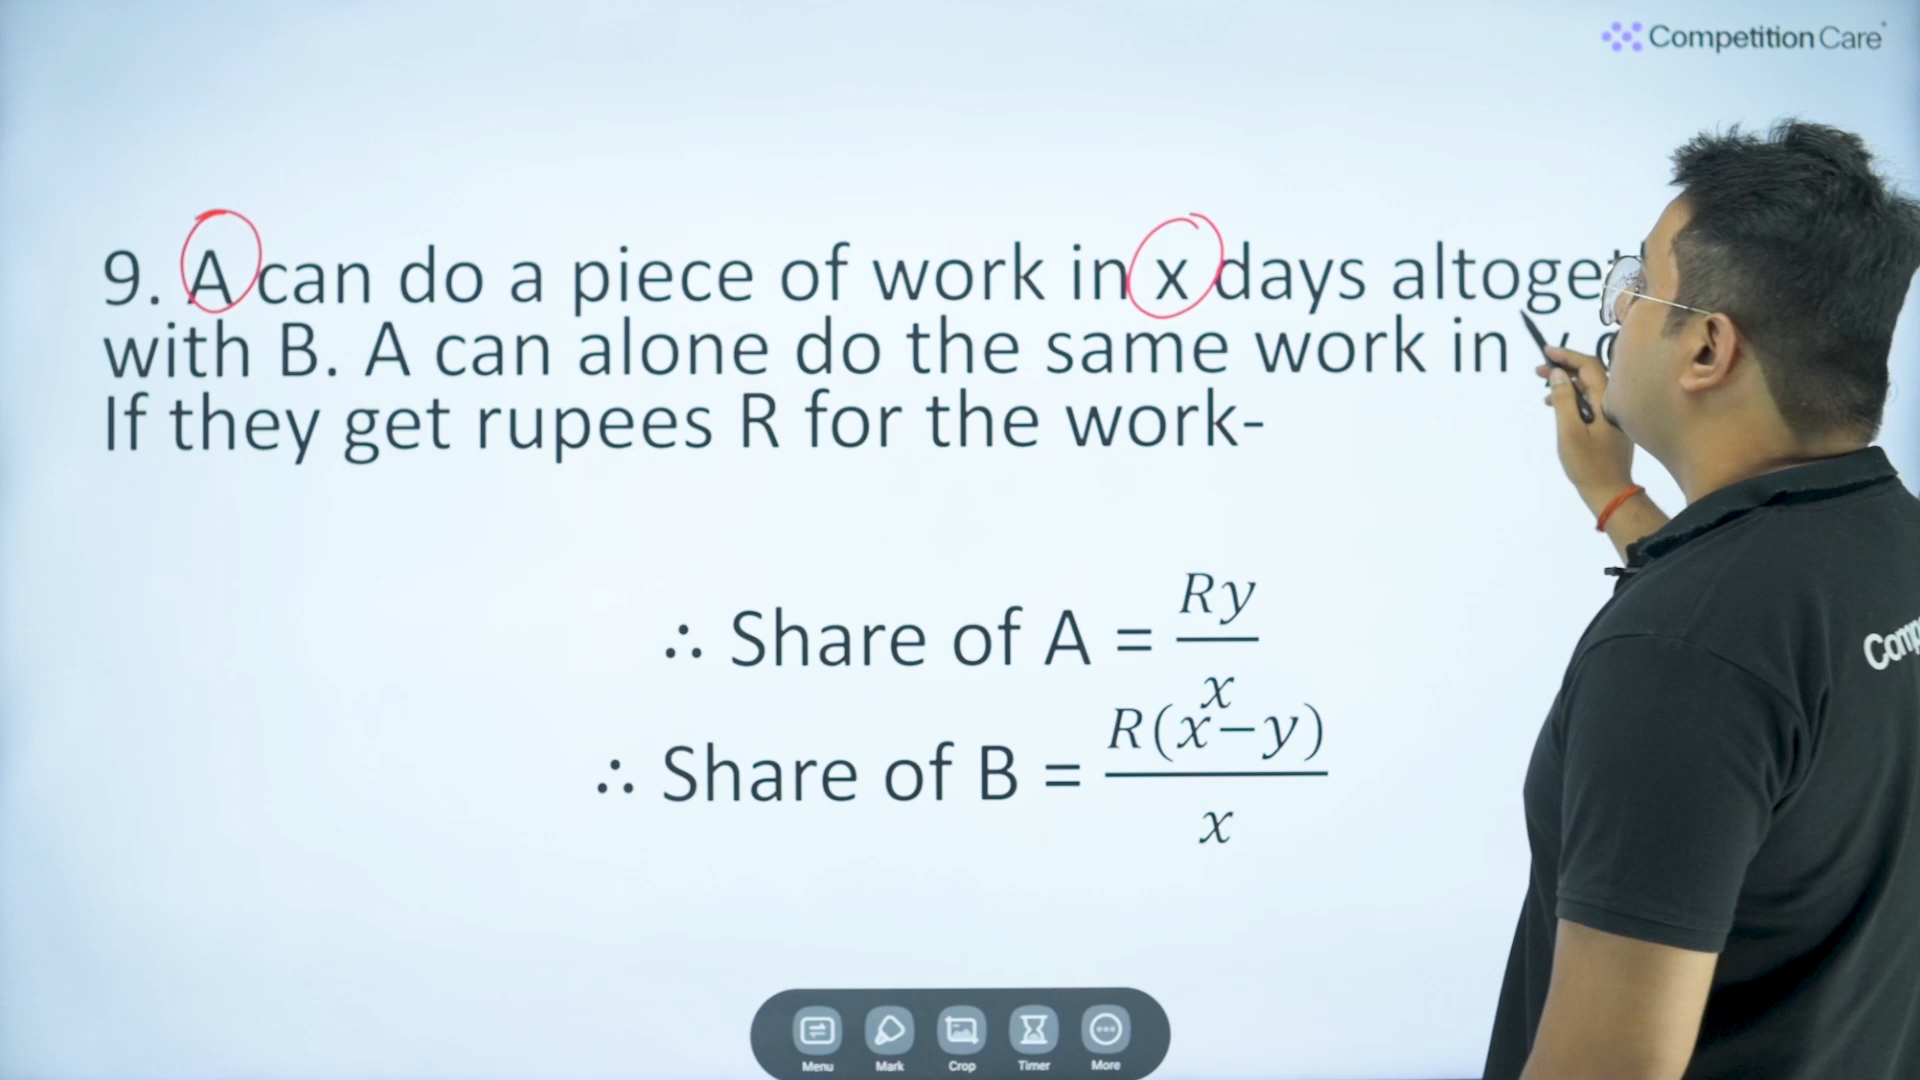 Competition Care
9. A can do a piece of work in x days
with B. A can alone do the same work in
If they get rupees R for the work-
∴ Share of A = Ry/x
∴ Share of B = R(x−y)/x
Menu Mark Crop Timer More